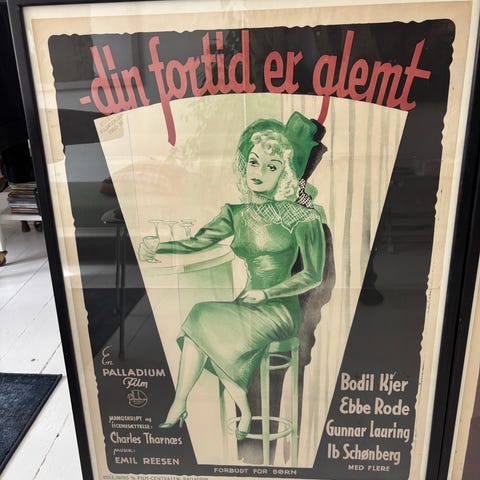 -din fortid er glemt
En
PALLADIUM
Film
MANUSKRIPT og
ISCENESÆTTELSE:
Charles Tharnæs
MUSIK:
EMIL REESEN
Bodil Kjer
Ebbe Rode
Gunnar Lauring
Ib Schønberg
MED FLERE
FORBUDT FOR BØRN